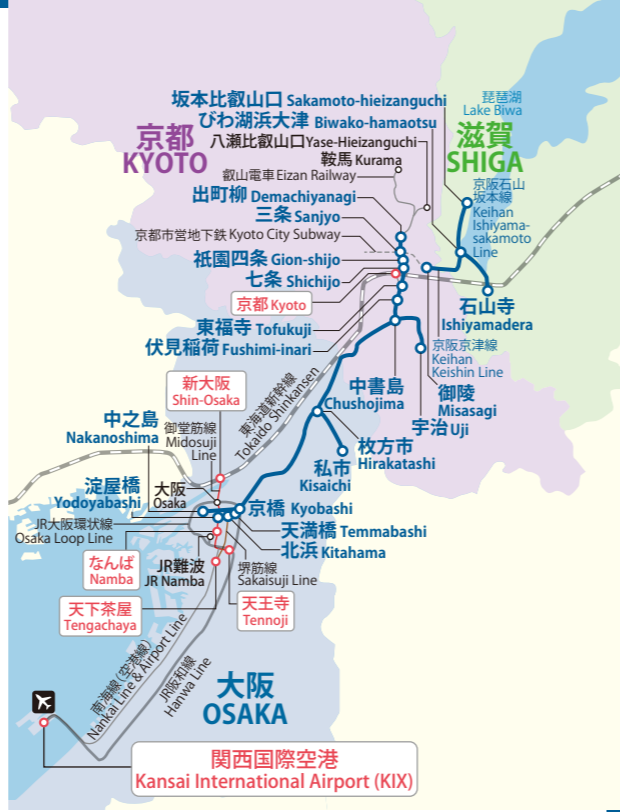 坂本比叡山口 Sakamoto-hieizanguchi
びわ湖浜大津 Biwako-hamaotsu
琵琶湖
Lake Biwa
京都
KYOTO
八瀬比叡山口 Yase-Hieizanguchi
滋賀
SHIGA
鞍馬 Kurama
叡山電車 Eizan Railway
京阪石山
坂本線
Keihan
Ishiyama-
sakamoto
Line
出町柳 Demachiyanagi
三条 Sanjyo
京都市営地下鉄 Kyoto City Subway
祇園四条 Gion-shijo
七条 Shichijo
京都 Kyoto
石山寺
Ishiyamadera
東福寺 Tofukuji
伏見稲荷 Fushimi-inari
京阪京津線
Keihan
Keishin Line
東海道新幹線
Tokaido Shinkansen
新大阪
Shin-Osaka
中書島
Chushojima
御陵
Misasagi
宇治 Uji
中之島
Nakanoshima
御堂筋線
Midosuji
Line
枚方市
Hirakatashi
私市
Kisaichi
淀屋橋
Yodoyabashi
大阪
Osaka
京橋 Kyobashi
JR大阪環状線
Osaka Loop Line
天満橋 Temmabashi
北浜 Kitahama
なんば
Namba
JR難波
JR Namba
堺筋線
Sakaisuji Line
天下茶屋
Tengachaya
天王寺
Tennoji
南海線(空港線)
Nankai Line & Airport Line
JR阪和線
Hanwa Line
大阪
OSAKA
関西国際空港
Kansai International Airport (KIX)